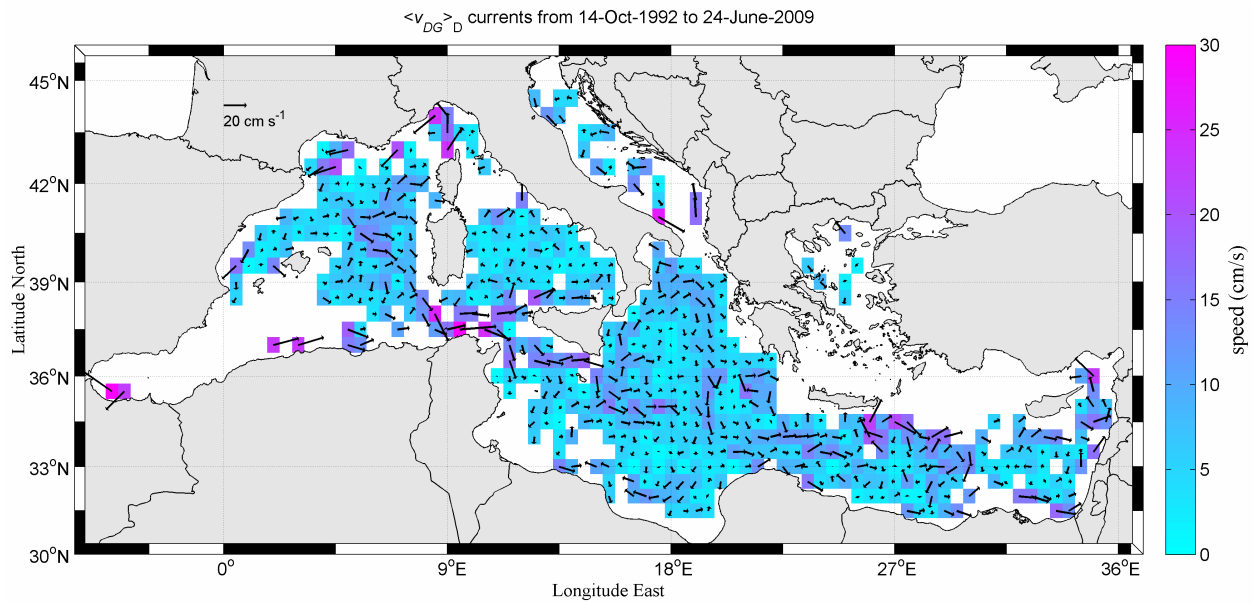 <v_DG>_D currents from 14-Oct-1992 to 24-June-2009
45°N
42°N
39°N
36°N
33°N
30°N
Latitude North
20 cm s⁻¹
0°
9°E
18°E
27°E
36°E
Longitude East
30
25
20
15
10
5
0
speed (cm/s)